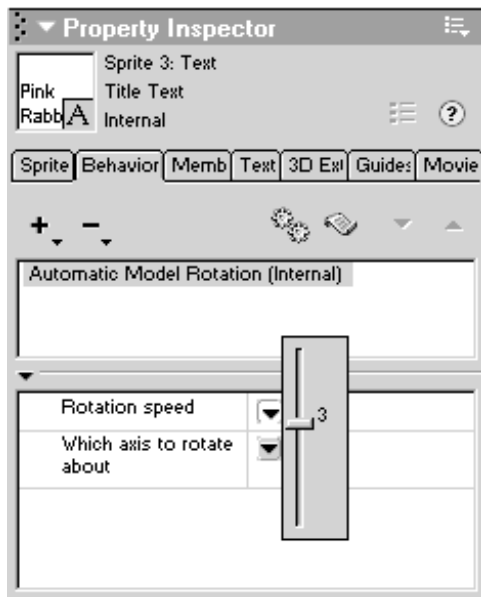 Property Inspector
Sprite 3: Text
Pink
Rabb
A
Title Text
Internal
?
Sprite Behavior Memb Text 3D Ext Guides Movie
Automatic Model Rotation (Internal)
Rotation speed
3
Which axis to rotate
about